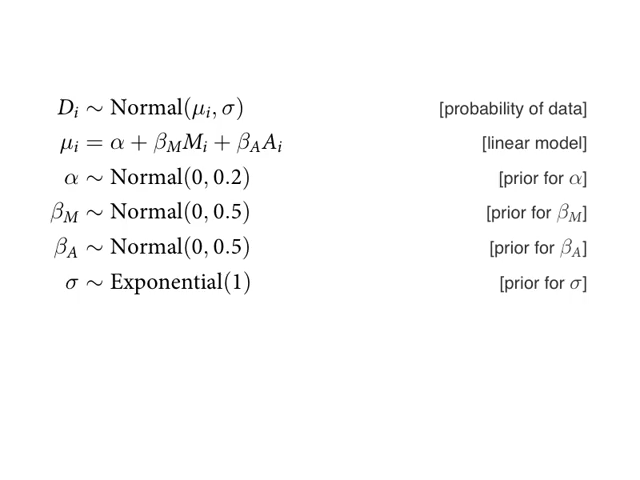 D_i ∼ Normal(μ_i, σ) [probability of data]
μ_i = α + β_M M_i + β_A A_i [linear model]
α ∼ Normal(0, 0.2) [prior for α]
β_M ∼ Normal(0, 0.5) [prior for β_M]
β_A ∼ Normal(0, 0.5) [prior for β_A]
σ ∼ Exponential(1) [prior for σ]